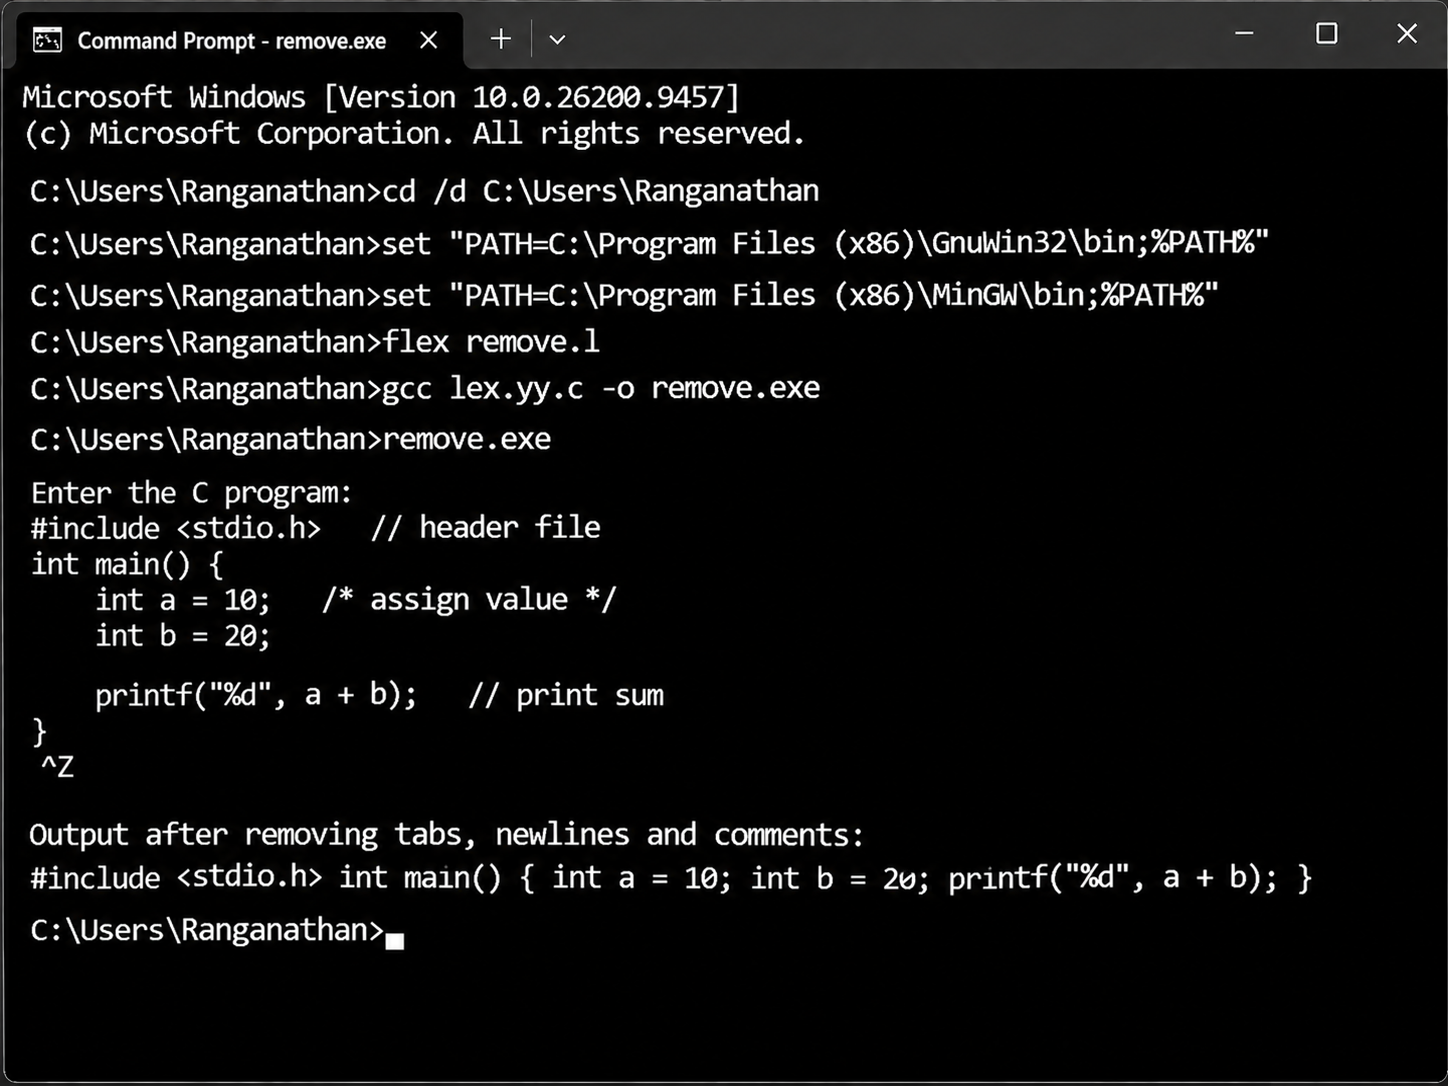 Command Prompt - remove.exe
Microsoft Windows [Version 10.0.26200.9457]
(c) Microsoft Corporation. All rights reserved.
C:\Users\Ranganathan>cd /d C:\Users\Ranganathan
C:\Users\Ranganathan>set "PATH=C:\Program Files (x86)\GnuWin32\bin;%PATH%"
C:\Users\Ranganathan>set "PATH=C:\Program Files (x86)\MinGW\bin;%PATH%"
C:\Users\Ranganathan>flex remove.l
C:\Users\Ranganathan>gcc lex.yy.c -o remove.exe
C:\Users\Ranganathan>remove.exe
Enter the C program:
#include <stdio.h>   // header file
int main() {
    int a = 10;   /* assign value */
    int b = 20;
    printf("%d", a + b);   // print sum
}
^Z
Output after removing tabs, newlines and comments:
#include <stdio.h> int main() { int a = 10; int b = 20; printf("%d", a + b); }
C:\Users\Ranganathan>